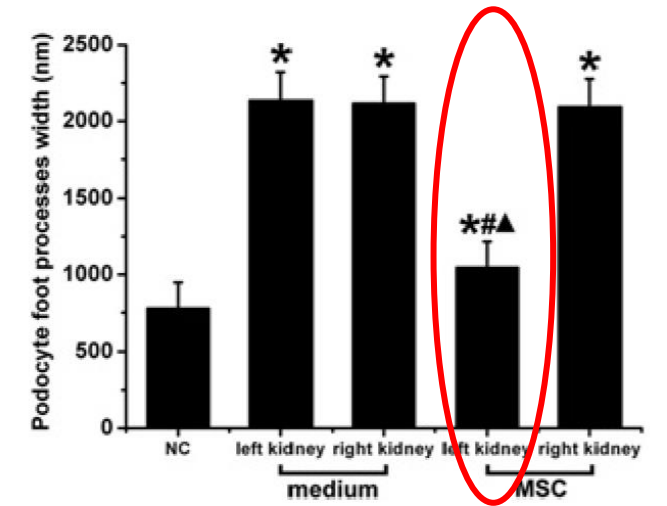 Podocyte foot processes width (nm)
2500
2000
1500
1000
500
0
* * *#▲ *
NC left kidney right kidney left kidney right kidney
medium MSC